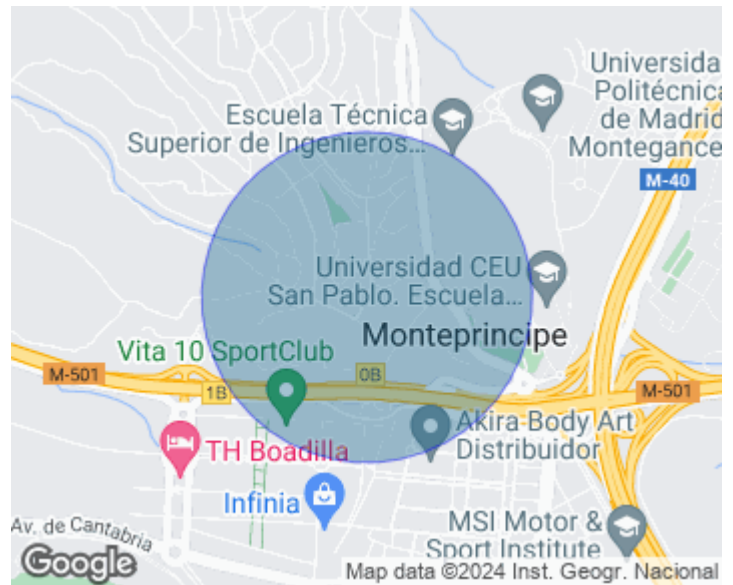 Universida
Politécnica
de Madrid
Montegance
Escuela Técnica
Superior de Ingenieros...
M-40
Universidad CEU
San Pablo. Escuela...
Monteprincipe
Vita 10 SportClub
M-501
1B
0B
M-501
Akira Body Art
Distribuidor
TH Boadilla
Infinia
MSI Motor &
Sport Institute
Av. de Cantabria
Google
Map data ©2024 Inst. Geogr. Nacional